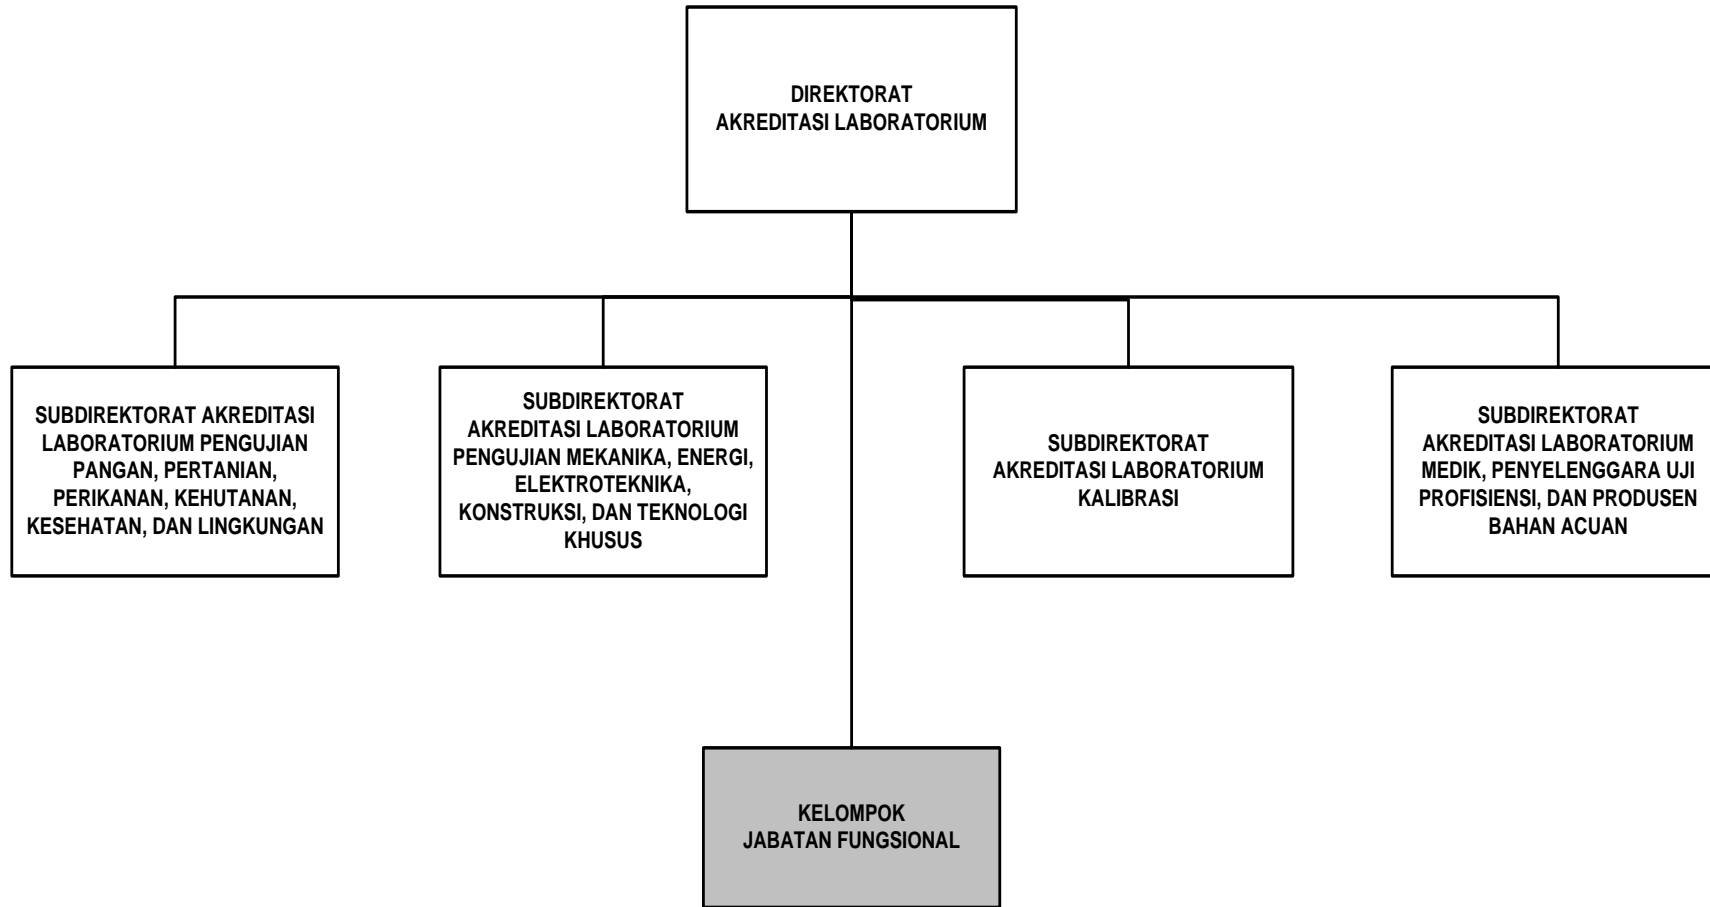 DIREKTORAT
AKREDITASI LABORATORIUM
SUBDIREKTORAT AKREDITASI
LABORATORIUM PENGUJIAN
PANGAN, PERTANIAN,
PERIKANAN, KEHUTANAN,
KESEHATAN, DAN LINGKUNGAN
SUBDIREKTORAT
AKREDITASI LABORATORIUM
PENGUJIAN MEKANIKA, ENERGI,
ELEKTROTEKNIKA,
KONSTRUKSI, DAN TEKNOLOGI
KHUSUS
SUBDIREKTORAT
AKREDITASI LABORATORIUM
KALIBRASI
SUBDIREKTORAT
AKREDITASI LABORATORIUM
MEDIK, PENYELENGGARA UJI
PROFISIENSI, DAN PRODUSEN
BAHAN ACUAN
KELOMPOK
JABATAN FUNGSIONAL